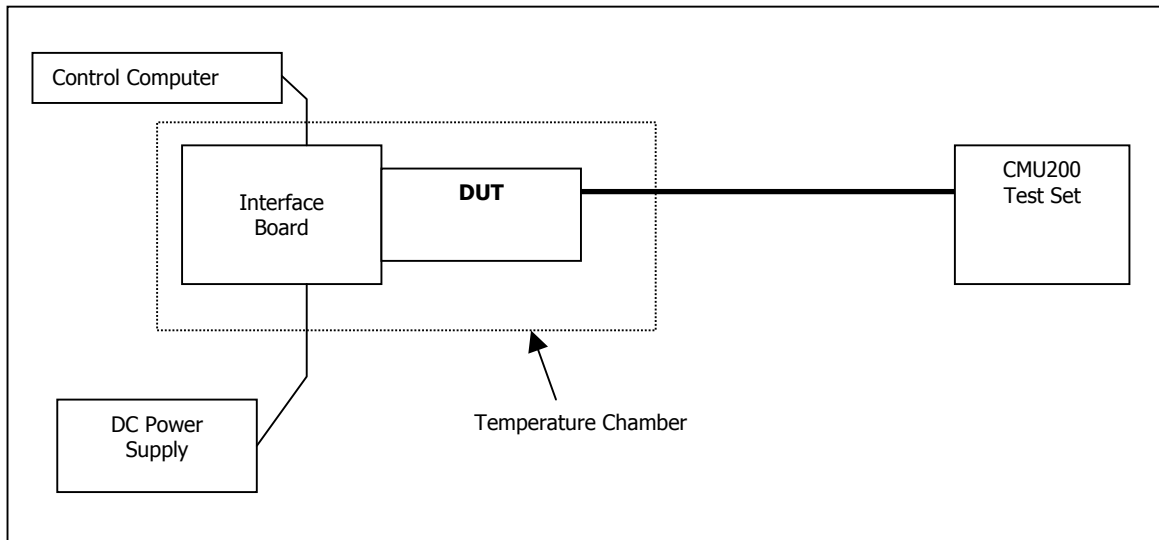 Control Computer
Interface
Board
DUT
CMU200
Test Set
DC Power
Supply
Temperature Chamber